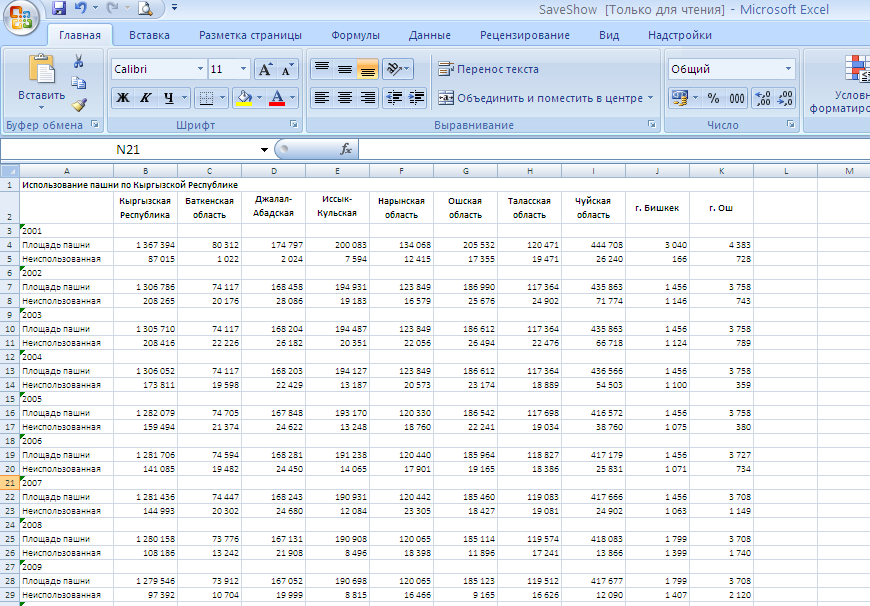 SaveShow [Только для чтения] - Microsoft Excel
Главная Вставка Разметка страницы Формулы Данные Рецензирование Вид Надстройки
Вставить
Calibri 11
Ж К Ч
Перенос текста
Объединить и поместить в центре
Общий
% 000
,00 ,00
Услов
форматиро
Буфер обмена Шрифт Выравнивание Число
N21 fx
A B C D E F G H I J K L M
1 Использование пашни по Кыргызской Республике
Кыргызская Баткенская Джалал- Иссык- Нарынская Ошская Таласская Чуйская г. Бишкек г. Ош
2 Республика область Абадская Кульская область область область область
3 2001
4 Площадь пашни 1 367 394 80 312 174 797 200 083 134 068 205 532 120 471 444 708 3 040 4 383
5 Неиспользованная 87 015 1 022 2 024 7 594 12 415 17 355 19 471 26 240 166 728
6 2002
7 Площадь пашни 1 306 786 74 117 168 458 194 931 123 849 186 990 117 364 435 863 1 456 3 758
8 Неиспользованная 208 265 20 176 28 086 19 183 16 579 25 676 24 902 71 774 1 146 743
9 2003
10 Площадь пашни 1 305 710 74 117 168 204 194 487 123 849 186 612 117 364 435 863 1 456 3 758
11 Неиспользованная 208 416 22 226 26 182 20 351 22 056 26 494 22 476 66 718 1 124 789
12 2004
13 Площадь пашни 1 306 052 74 117 168 203 194 127 123 849 186 612 117 364 436 566 1 456 3 758
14 Неиспользованная 173 811 19 598 22 429 13 187 20 573 23 174 18 889 54 503 1 100 359
15 2005
16 Площадь пашни 1 282 079 74 705 167 848 193 170 120 330 186 542 117 698 416 572 1 456 3 758
17 Неиспользованная 159 494 21 374 24 622 13 248 18 760 22 241 19 034 38 760 1 075 380
18 2006
19 Площадь пашни 1 281 706 74 594 168 281 191 238 120 440 185 964 118 827 417 179 1 456 3 727
20 Неиспользованная 141 085 19 482 24 450 14 065 17 901 19 165 18 386 25 831 1 071 734
21 2007
22 Площадь пашни 1 281 436 74 447 168 243 190 931 120 442 185 460 119 083 417 666 1 456 3 708
23 Неиспользованная 144 993 20 302 24 680 12 084 23 305 18 427 19 081 24 902 1 063 1 149
24 2008
25 Площадь пашни 1 280 158 73 776 167 131 190 908 120 065 185 114 119 574 418 083 1 799 3 708
26 Неиспользованная 108 186 13 242 21 908 8 496 18 398 11 896 17 241 13 866 1 399 1 740
27 2009
28 Площадь пашни 1 279 546 73 912 167 052 190 698 120 065 185 123 119 512 417 677 1 799 3 708
29 Неиспользованная 97 392 10 704 19 999 8 815 16 466 9 165 16 626 12 090 1 407 2 120